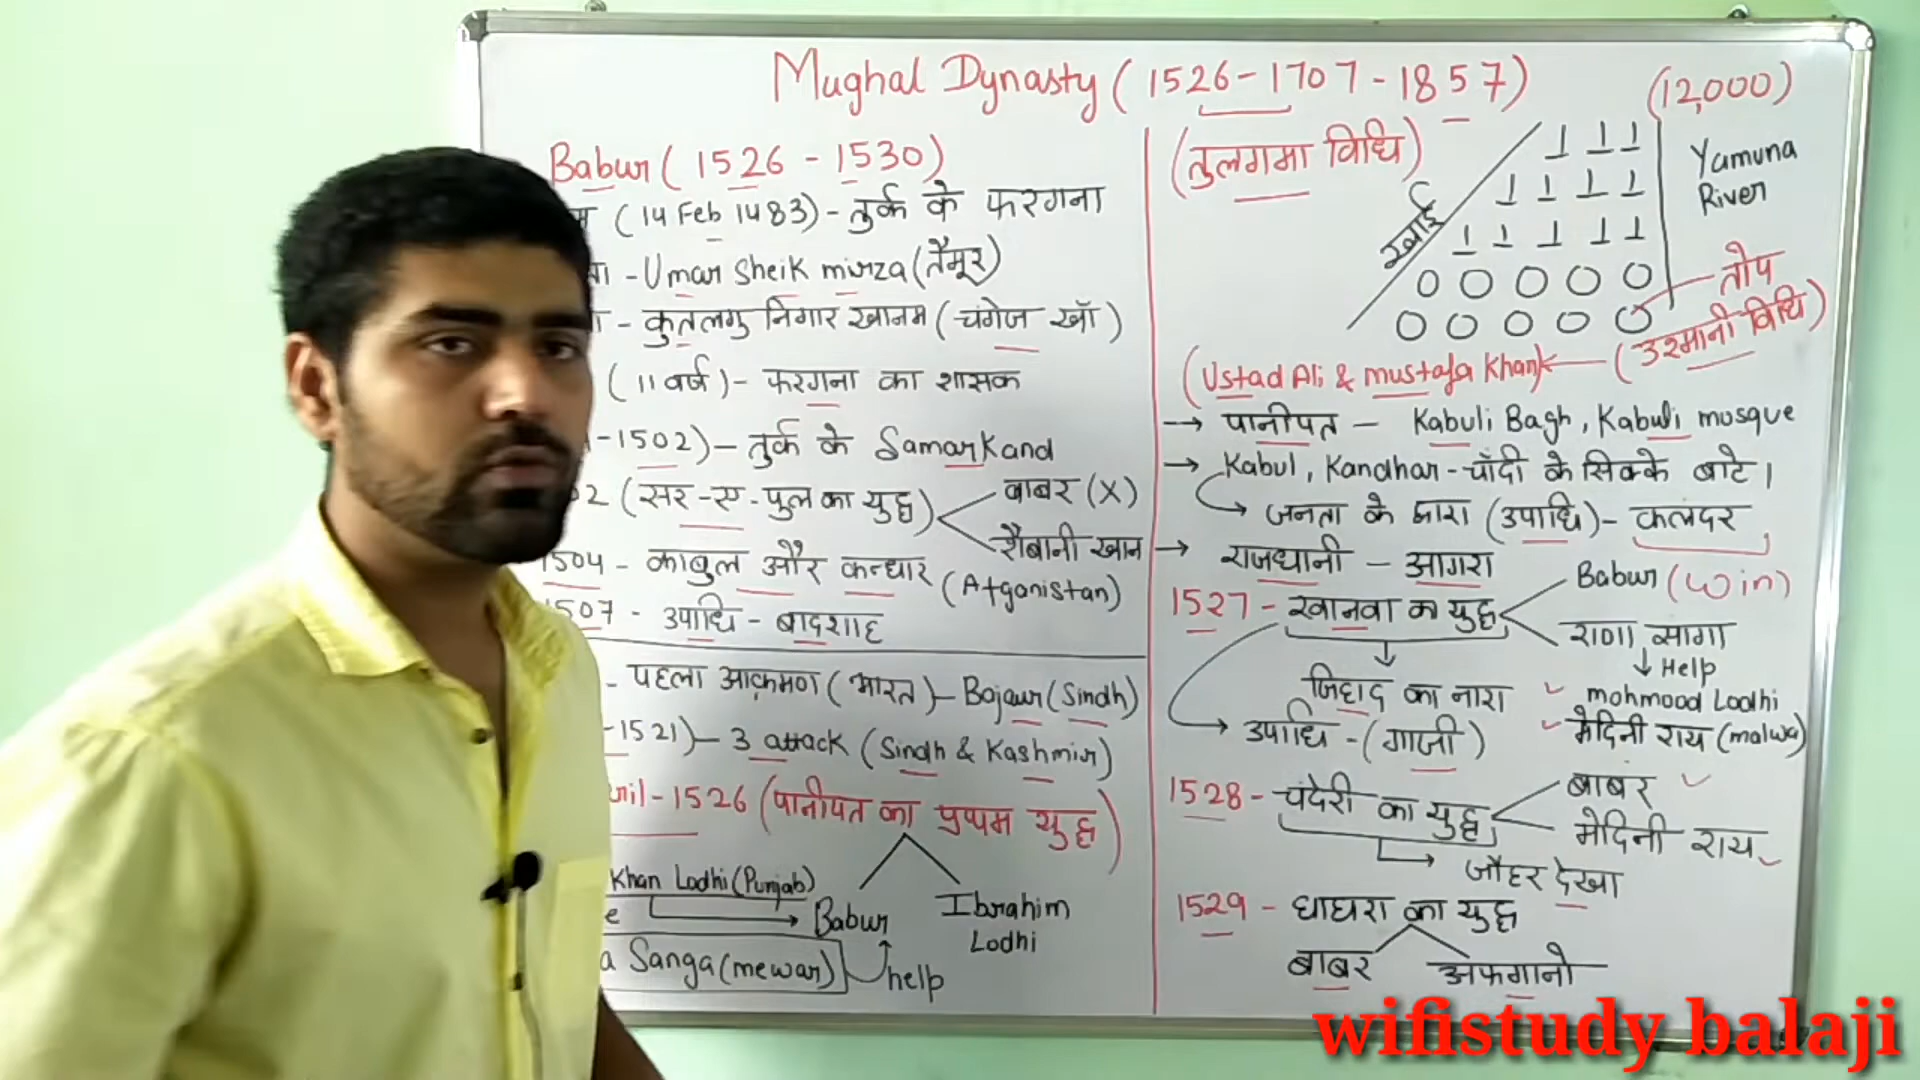 Mughal Dynasty ( 1526 - 1707 - 1857 )
Babur ( 1526 - 1530 )
( 14 Feb 1483 ) - तुर्क के फरगना
- Umar Sheik mirza ( तैमूर )
- कुतलगु निगार खानम ( चंगेज खाँ )
( 11 वर्ज ) - फरगना का शासक
-1502 ) - तुर्क के SamarKand
02 ( सर - ए - पुल का युद्ध )
बाबर ( X )
शैबानी खान
1504 - काबुल और कन्धार ( Afganistan )
1507 - उपाधि - बादशाह
- पहला आक्रमण ( भारत ) - Bajaur ( Sindh )
-1521 ) - 3 attack ( Sindh & Kashmir )
ril - 1526 ( पानीपत का प्रथम युद्ध )
Khan Lodhi ( Punjab )
e
Babur
Ibrahim
Lodhi
a Sanga ( mewar )
help
( तुलगमा विधि )
( 12,000 )
Yamuna
River
खाई
तोप
( उस्मानी विधि )
( Ustad Ali & mustafa Khan )
→ पानीपत - Kabuli Bagh , Kabuli mosque
→ Kabul , Kandhar - चाँदी के सिक्के बाटे ।
→ जनता के द्वारा ( उपाधि ) - कलंदर
→ राजधानी - आगरा
1527 - खानवा का युद्ध
Babur ( Win )
राणा सांगा
↓ Help
mohmood Lodhi
मेदिनी राय ( malwa )
जिहाद का नारा
→ उपाधि - ( गाजी )
1528 - चंदेरी का युद्ध
बाबर
मेदिनी राय
→ जौहर देखा
1529 - घाघरा का युद्ध
बाबर
अफगानो
wifistudy balaji